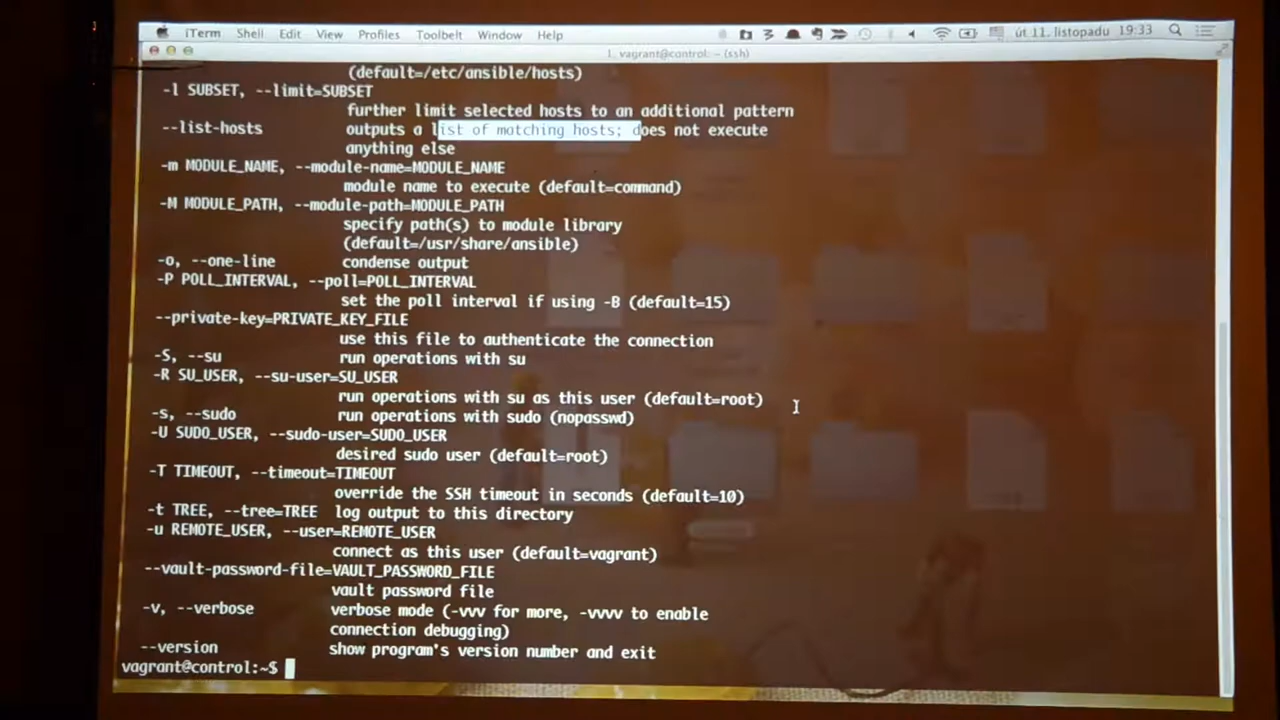 iTerm Shell Edit View Profiles Toolbelt Window Help út 11. listopadu 19:33
1. vagrant@control: ~ (ssh)
(default=/etc/ansible/hosts)
-l SUBSET, --limit=SUBSET
further limit selected hosts to an additional pattern
--list-hosts outputs a list of matching hosts; does not execute
anything else
-m MODULE_NAME, --module-name=MODULE_NAME
module name to execute (default=command)
-M MODULE_PATH, --module-path=MODULE_PATH
specify path(s) to module library
(default=/usr/share/ansible)
-o, --one-line condense output
-P POLL_INTERVAL, --poll=POLL_INTERVAL
set the poll interval if using -B (default=15)
--private-key=PRIVATE_KEY_FILE
use this file to authenticate the connection
-S, --su run operations with su
-R SU_USER, --su-user=SU_USER
run operations with su as this user (default=root)
-s, --sudo run operations with sudo (nopasswd)
-U SUDO_USER, --sudo-user=SUDO_USER
desired sudo user (default=root)
-T TIMEOUT, --timeout=TIMEOUT
override the SSH timeout in seconds (default=10)
-t TREE, --tree=TREE log output to this directory
-u REMOTE_USER, --user=REMOTE_USER
connect as this user (default=vagrant)
--vault-password-file=VAULT_PASSWORD_FILE
vault password file
-v, --verbose verbose mode (-vvv for more, -vvvv to enable
connection debugging)
--version show program's version number and exit
vagrant@control:~$